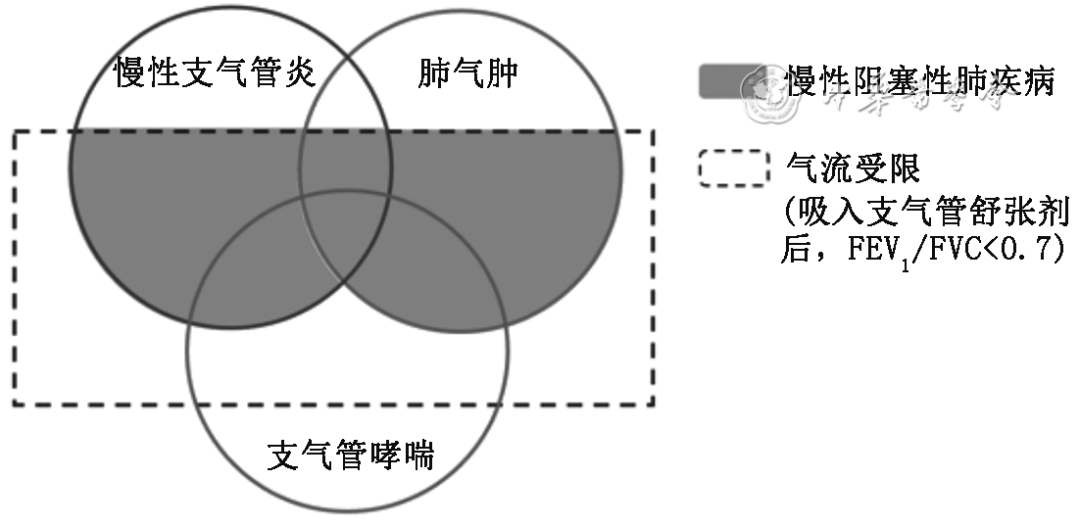 慢性支气管炎
肺气肿
慢性阻塞性肺疾病
气流受限
(吸入支气管舒张剂
后，FEV₁/FVC<0.7)
支气管哮喘